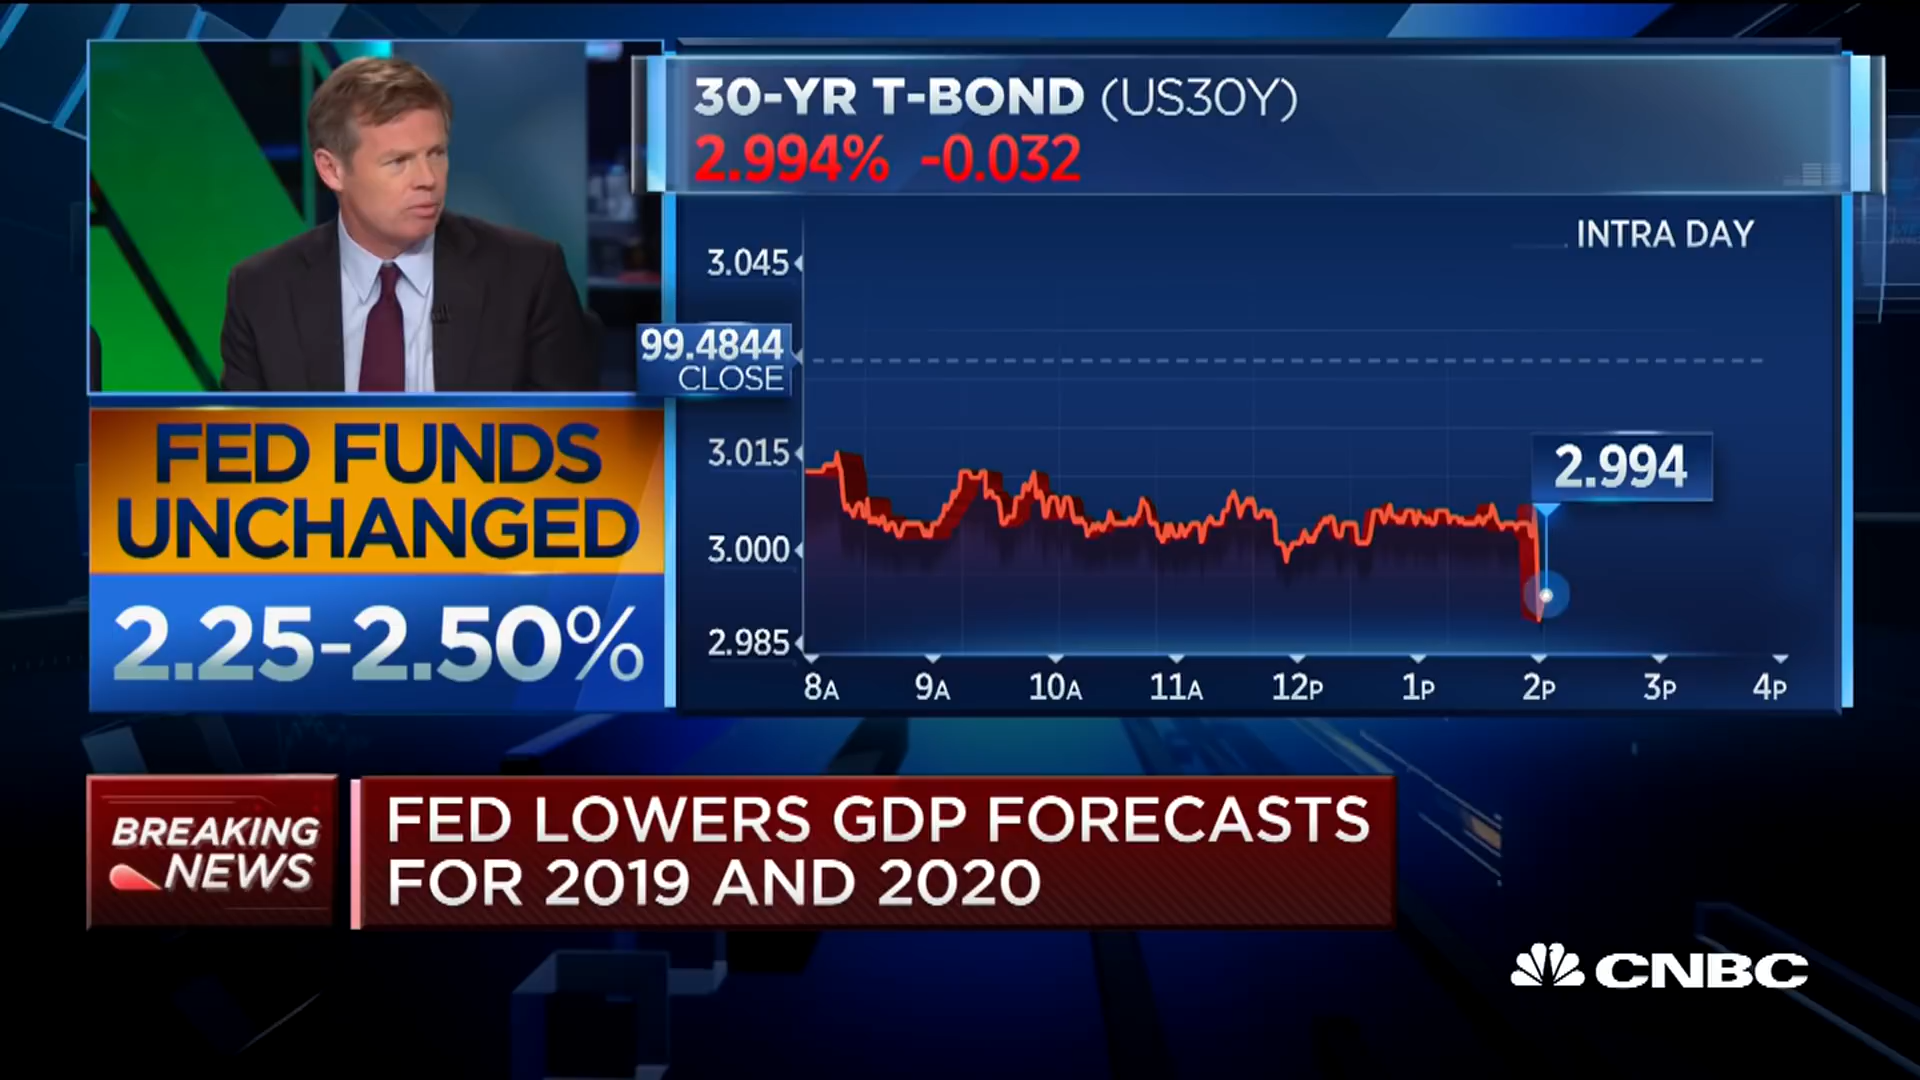 30-YR T-BOND (US30Y)
2.994% -0.032
INTRA DAY
3.045
99.4844
CLOSE
3.015
2.994
3.000
2.985
8A 9A 10A 11A 12P 1P 2P 3P 4P
FED FUNDS
UNCHANGED
2.25-2.50%
BREAKING
NEWS
FED LOWERS GDP FORECASTS
FOR 2019 AND 2020
CNBC